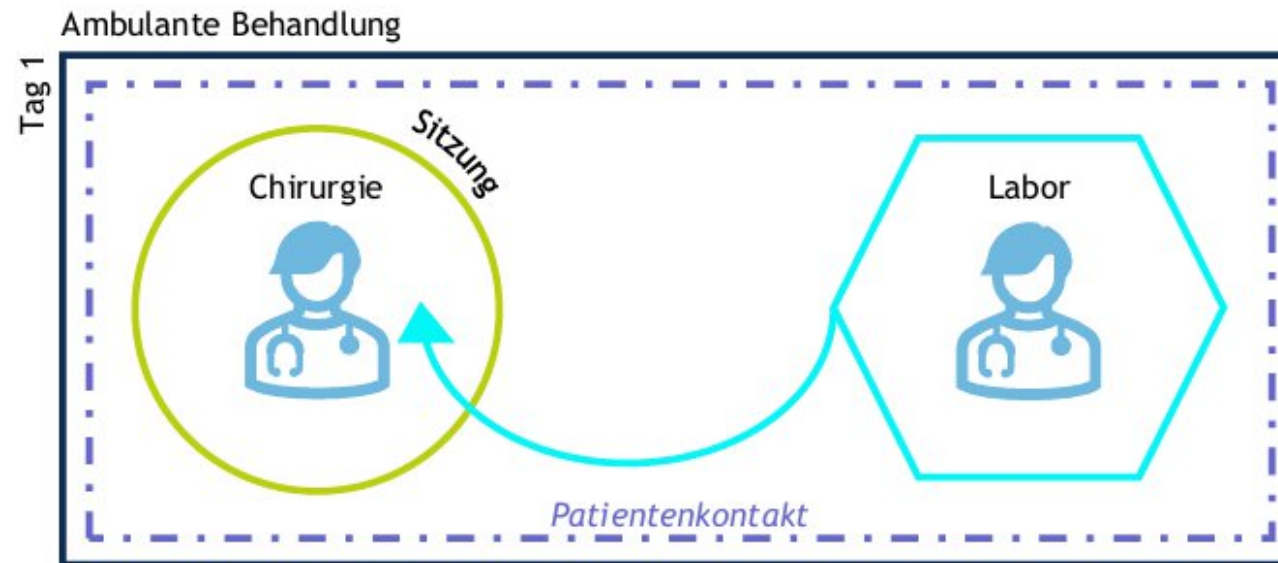 Ambulante Behandlung
Tag 1
Sitzung
Chirurgie
Labor
Patientenkontakt